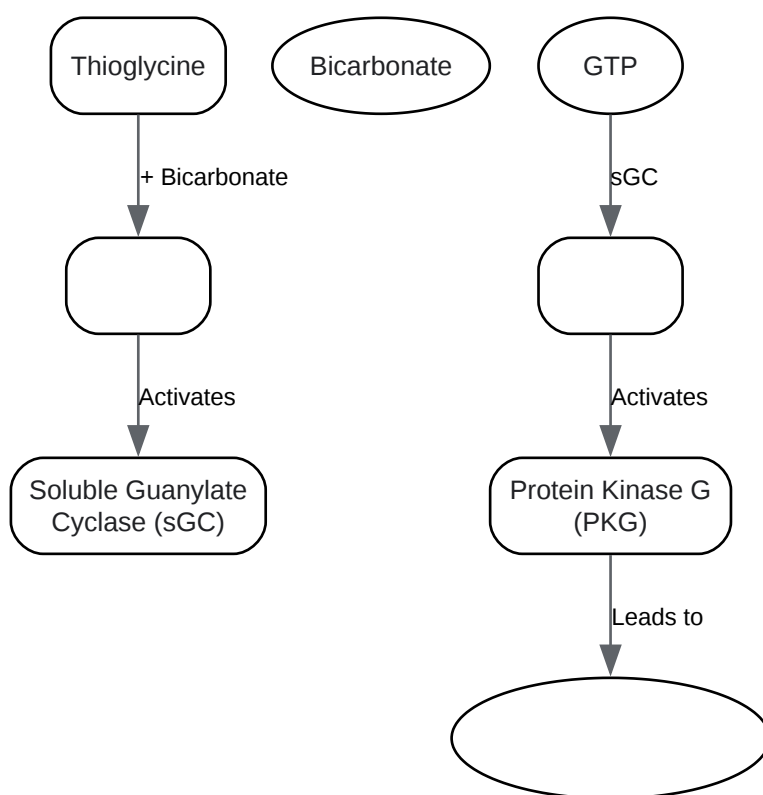 Thioglycine
Bicarbonate
GTP
+ Bicarbonate
sGC
Activates
Activates
Soluble Guanylate
Cyclase (sGC)
Protein Kinase G
(PKG)
Leads to